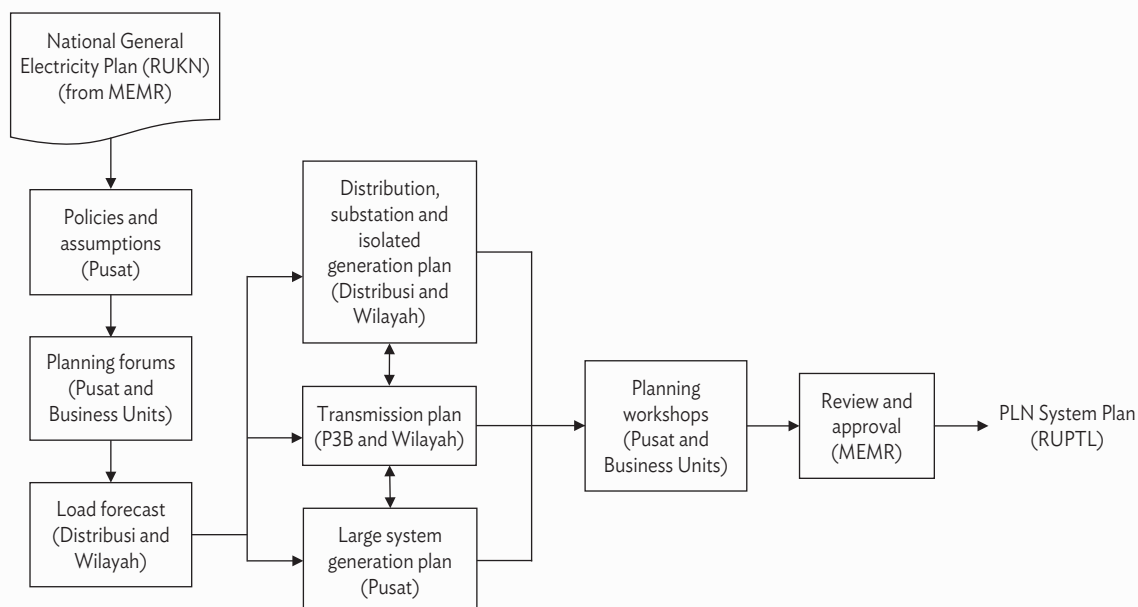 National General
Electricity Plan (RUKN)
(from MEMR)
Policies and
assumptions
(Pusat)
Planning forums
(Pusat and
Business Units)
Load forecast
(Distribusi and
Wilayah)
Distribution,
substation and
isolated
generation plan
(Distribusi and
Wilayah)
Transmission plan
(P3B and Wilayah)
Large system
generation plan
(Pusat)
Planning
workshops
(Pusat and
Business Units)
Review and
approval
(MEMR)
PLN System Plan
(RUPTL)